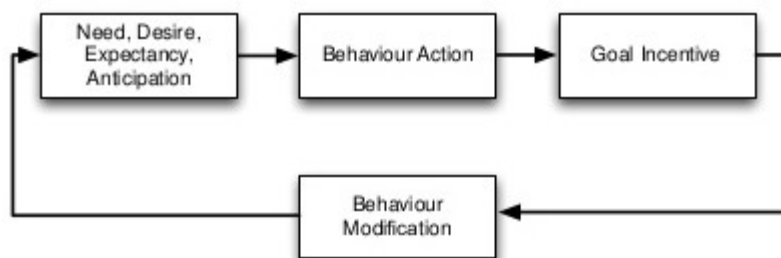 Need, Desire,
Expectancy,
Anticipation
Behaviour Action
Goal Incentive
Behaviour
Modification